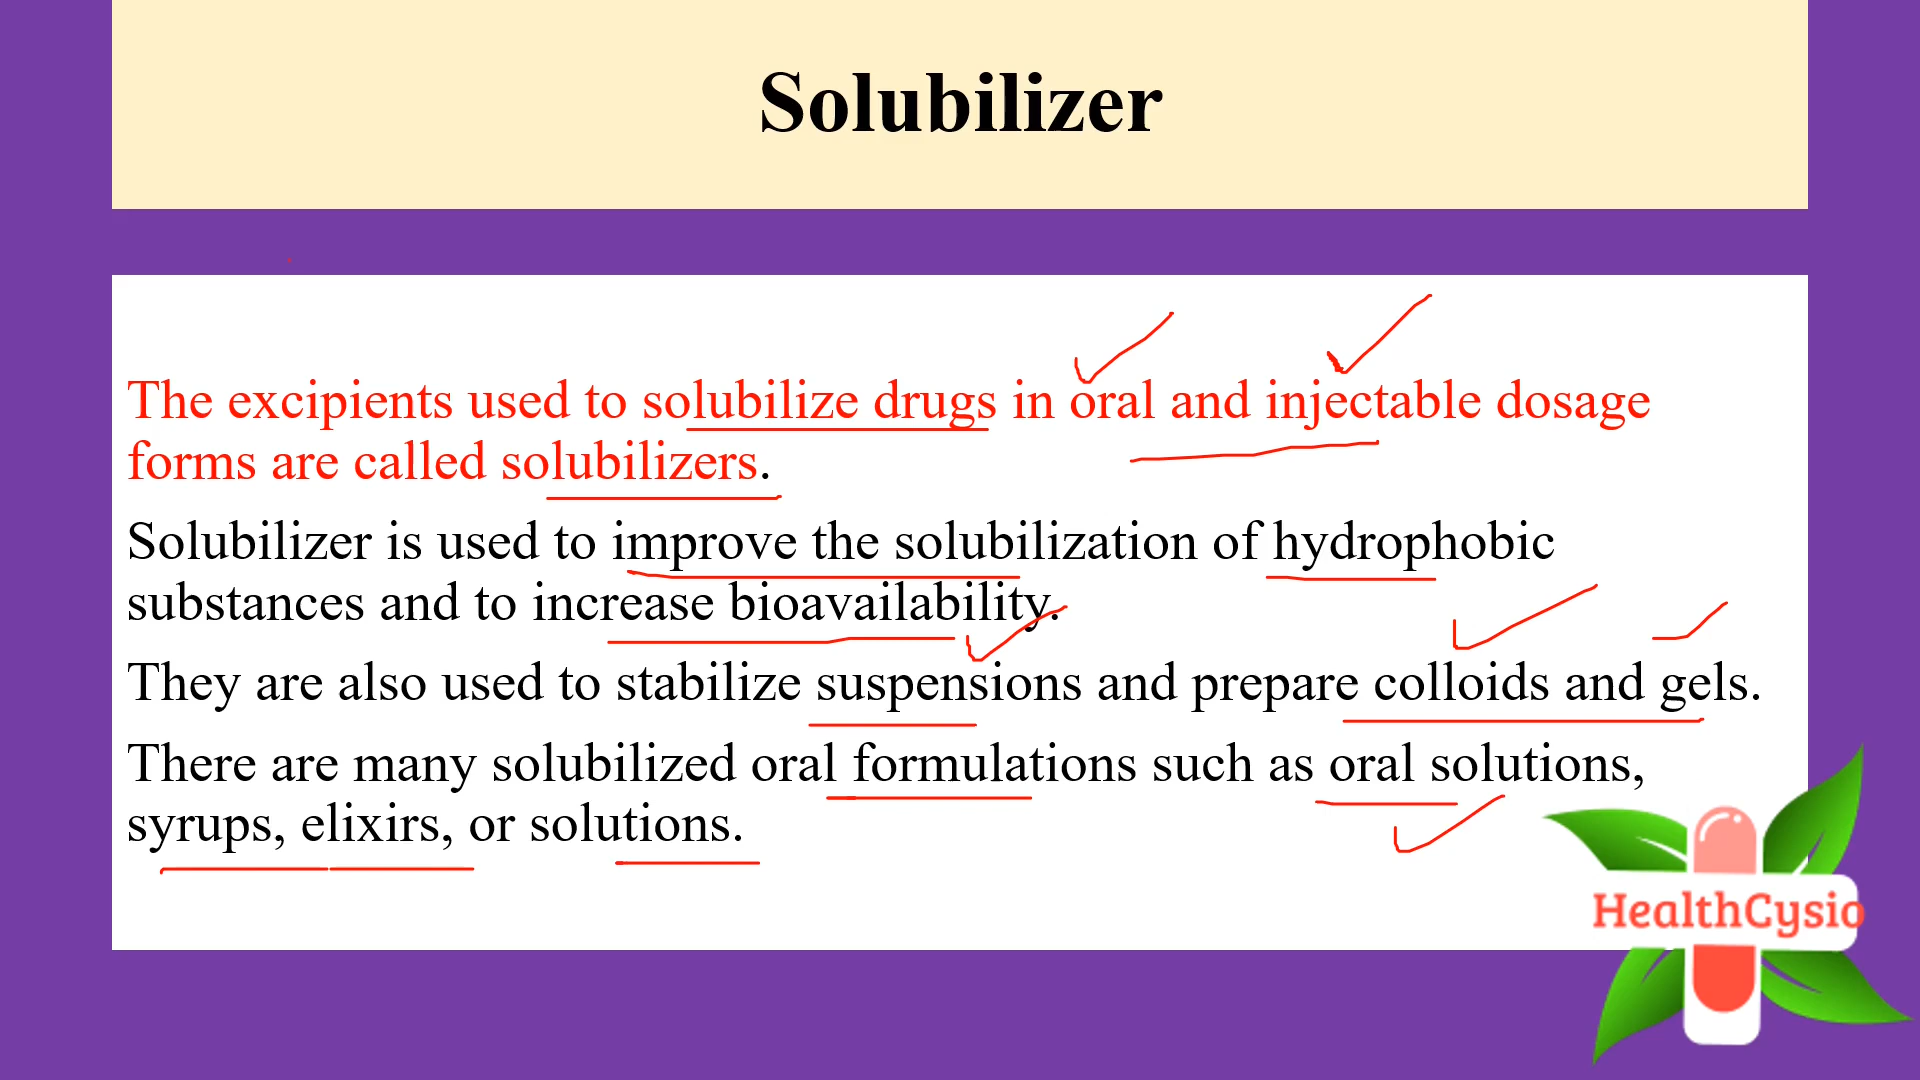 Solubilizer
The excipients used to solubilize drugs in oral and injectable dosage
forms are called solubilizers.
Solubilizer is used to improve the solubilization of hydrophobic
substances and to increase bioavailability.
They are also used to stabilize suspensions and prepare colloids and gels.
There are many solubilized oral formulations such as oral solutions,
syrups, elixirs, or solutions.
HealthCysio